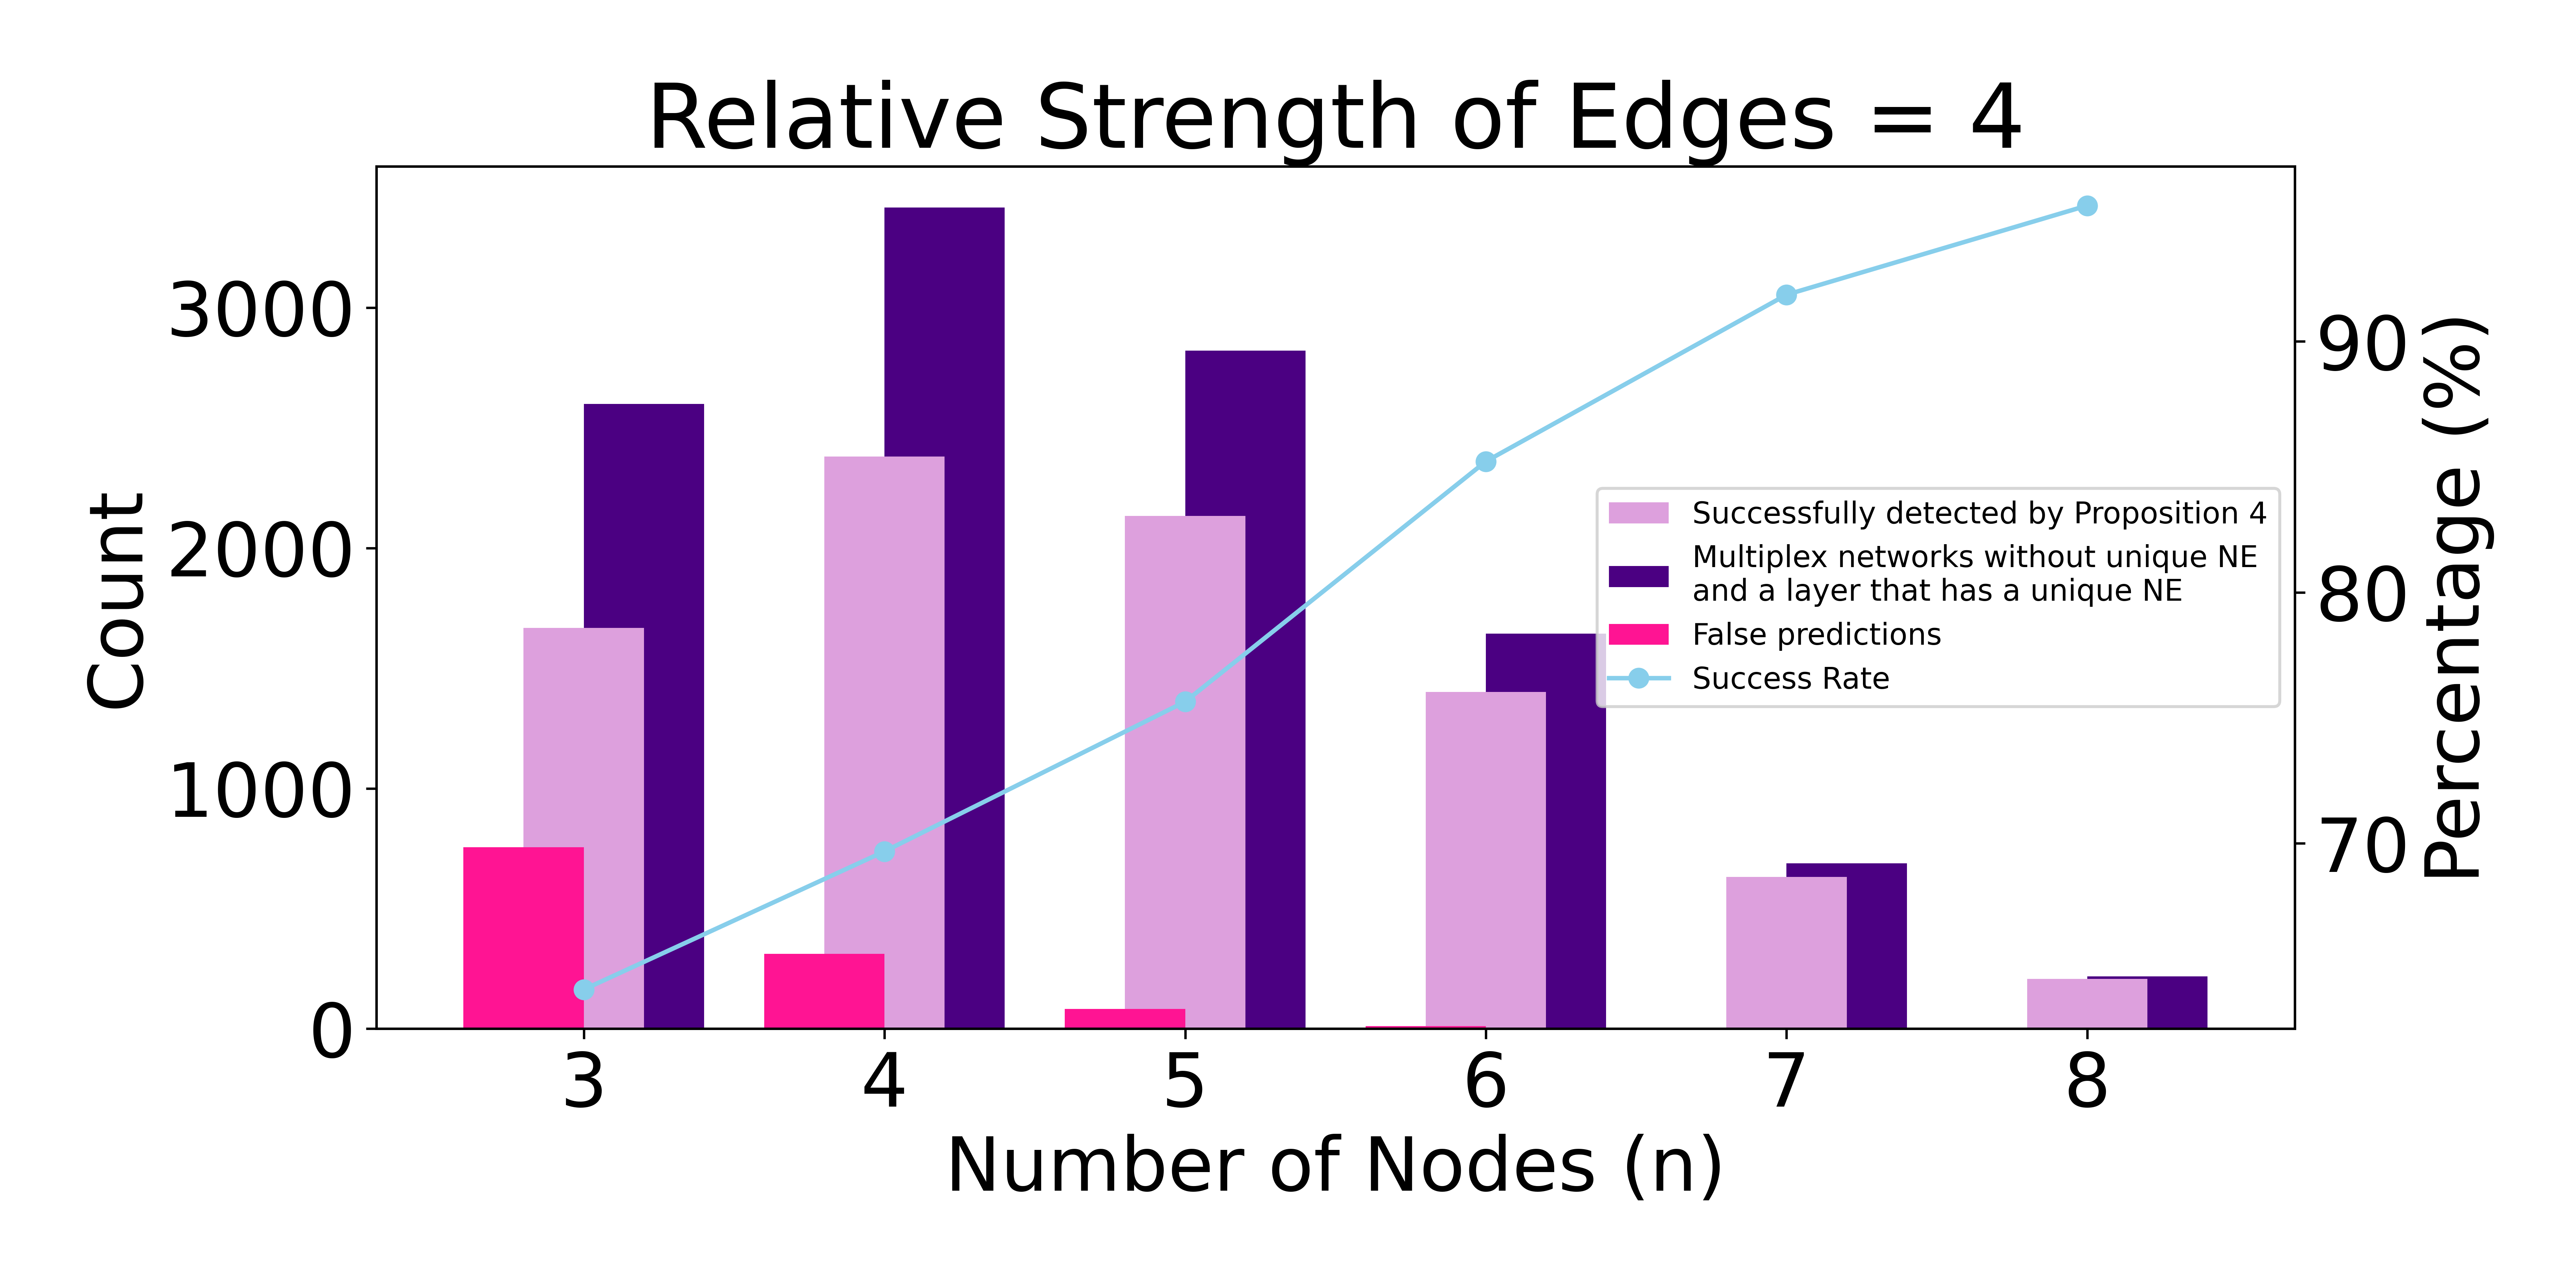 Relative Strength of Edges = 4
Count
3000
2000
1000
0
3 4 5 6 7 8
Number of Nodes (n)
90
80
70
Percentage (%)
Successfully detected by Proposition 4
Multiplex networks without unique NE
and a layer that has a unique NE
False predictions
Success Rate